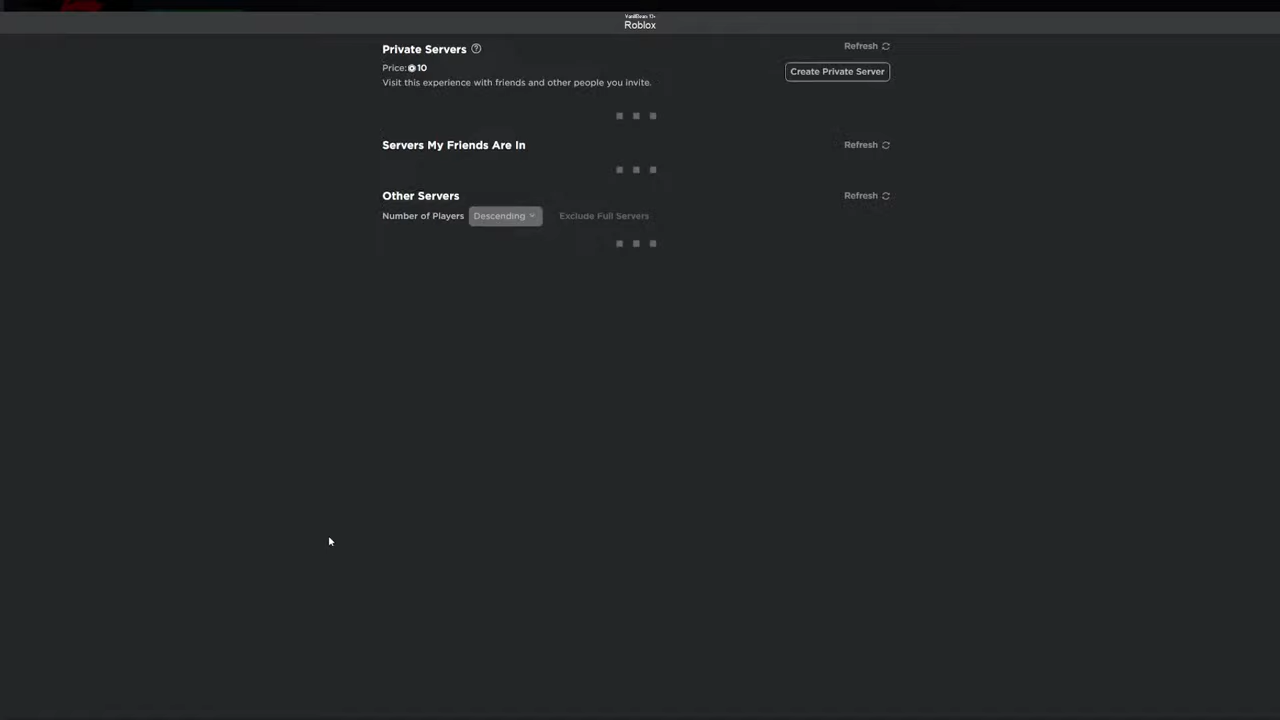 Roblox
Private Servers
Refresh
Price: 10
Create Private Server
Visit this experience with friends and other people you invite.
Servers My Friends Are In
Refresh
Other Servers
Refresh
Number of Players
Descending
Exclude Full Servers